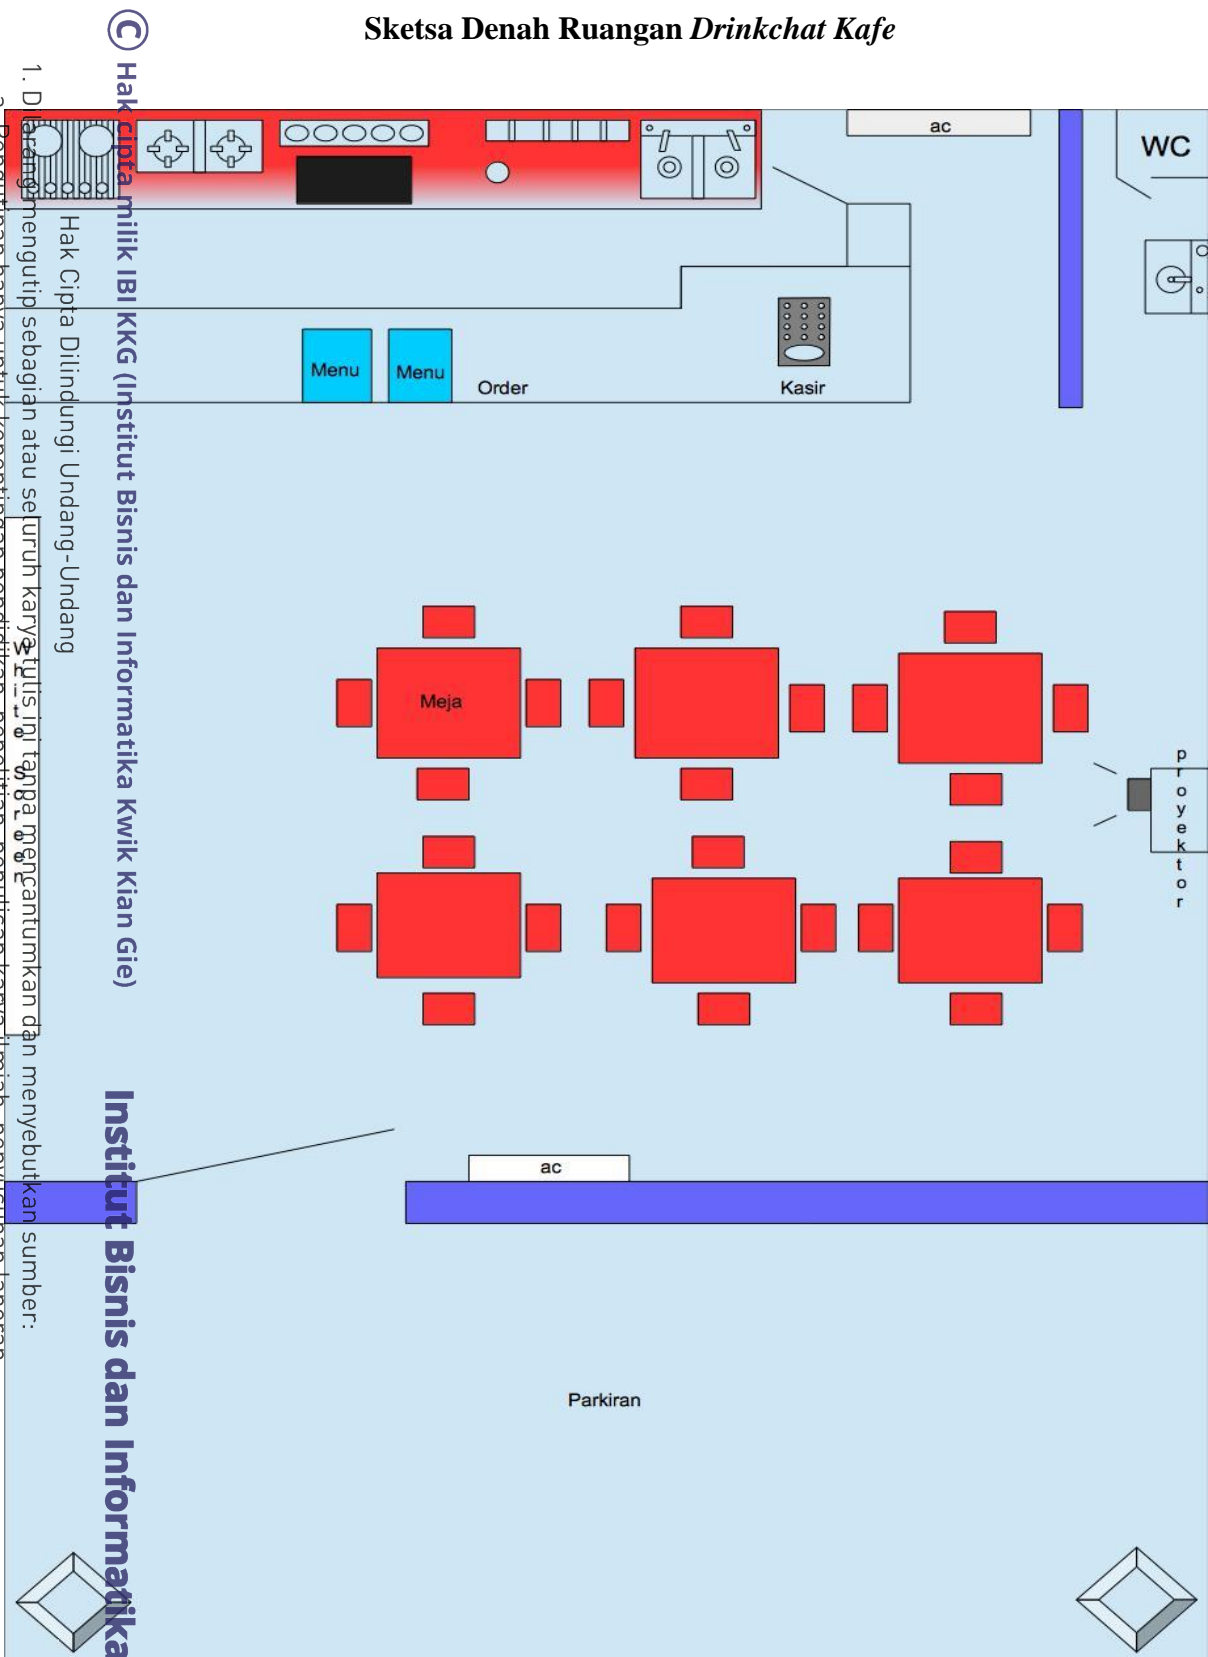 Sketsa Denah Ruangan Drinkchat Kafe
© Hak cipta milik IBI KKG (Institut Bisnis dan Informatika Kwik Kian Gie)
Institut Bisnis dan Informatika
Hak Cipta Dilindungi Undang-Undang
1. Dilarang mengutip sebagian atau seluruh karya tulis ini tanpa mencantumkan dan menyebutkan sumber:
ac
WC
Menu
Menu
Order
Kasir
Meja
White Screen
proyektor
ac
Parkiran